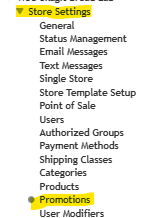 Store Settings
General
Status Management
Email Messages
Text Messages
Single Store
Store Template Setup
Point of Sale
Users
Authorized Groups
Payment Methods
Shipping Classes
Categories
Products
Promotions
User Modifiers